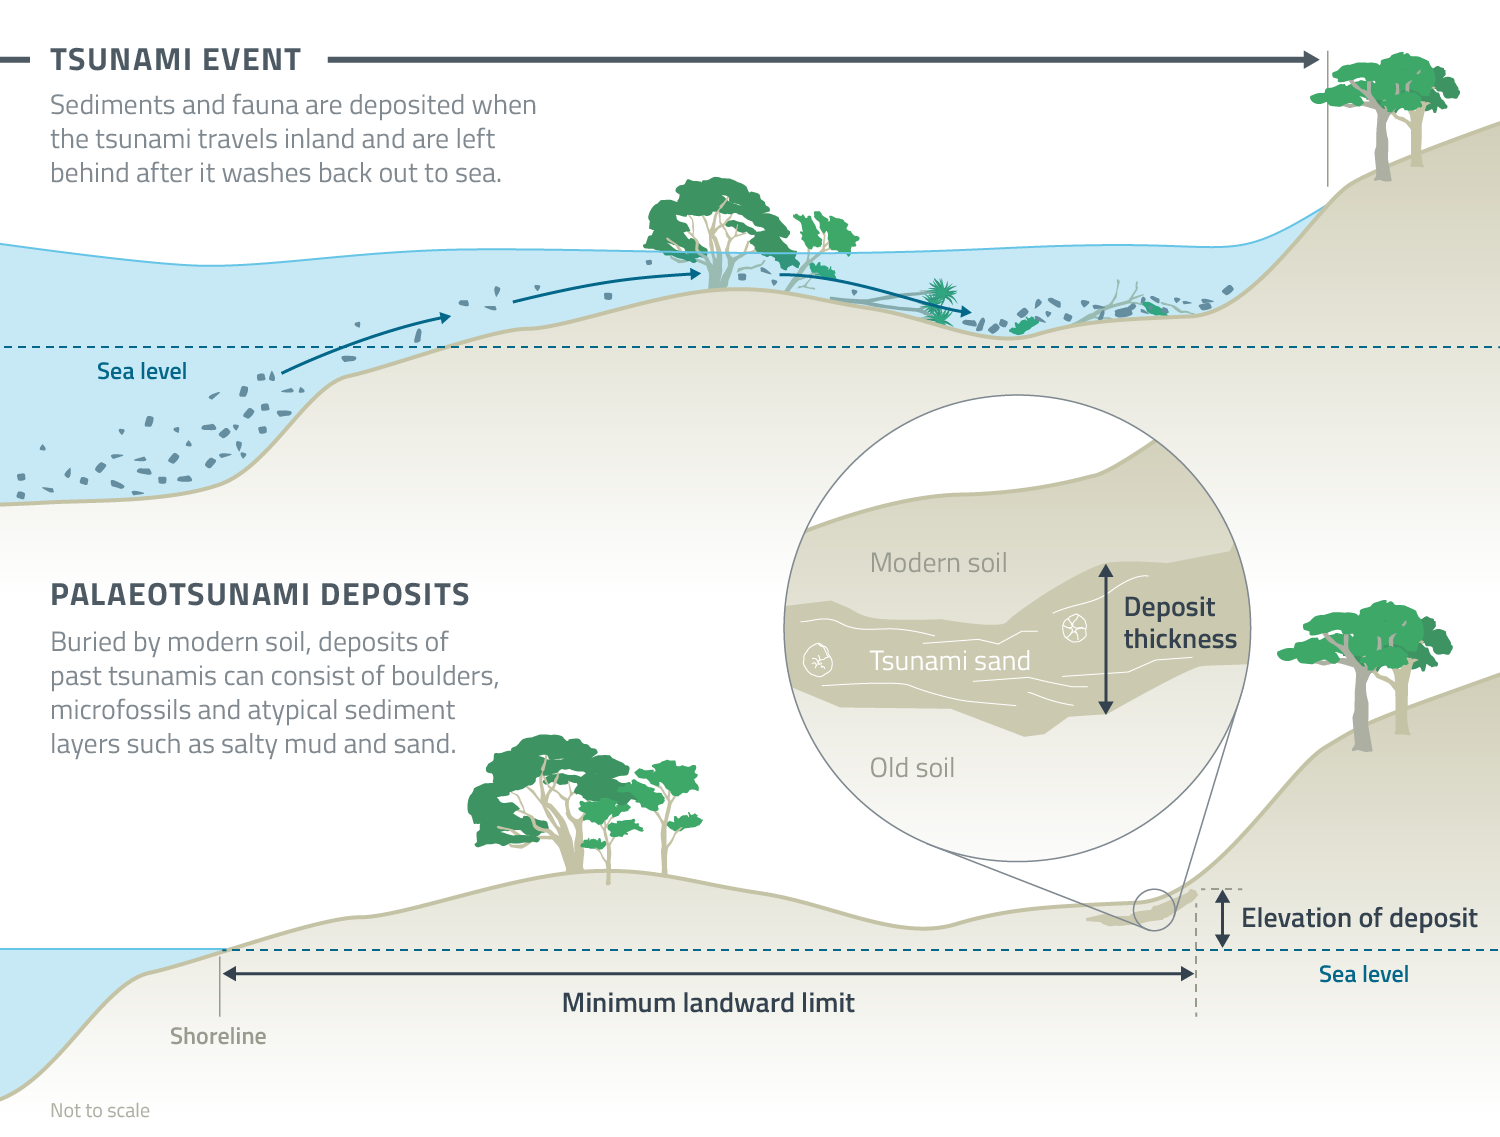 TSUNAMI EVENT
Sediments and fauna are deposited when
the tsunami travels inland and are left
behind after it washes back out to sea.
Sea level
PALAEOTSUNAMI DEPOSITS
Buried by modern soil, deposits of
past tsunamis can consist of boulders,
microfossils and atypical sediment
layers such as salty mud and sand.
Modern soil
Deposit
thickness
Tsunami sand
Old soil
Elevation of deposit
Sea level
Minimum landward limit
Shoreline
Not to scale